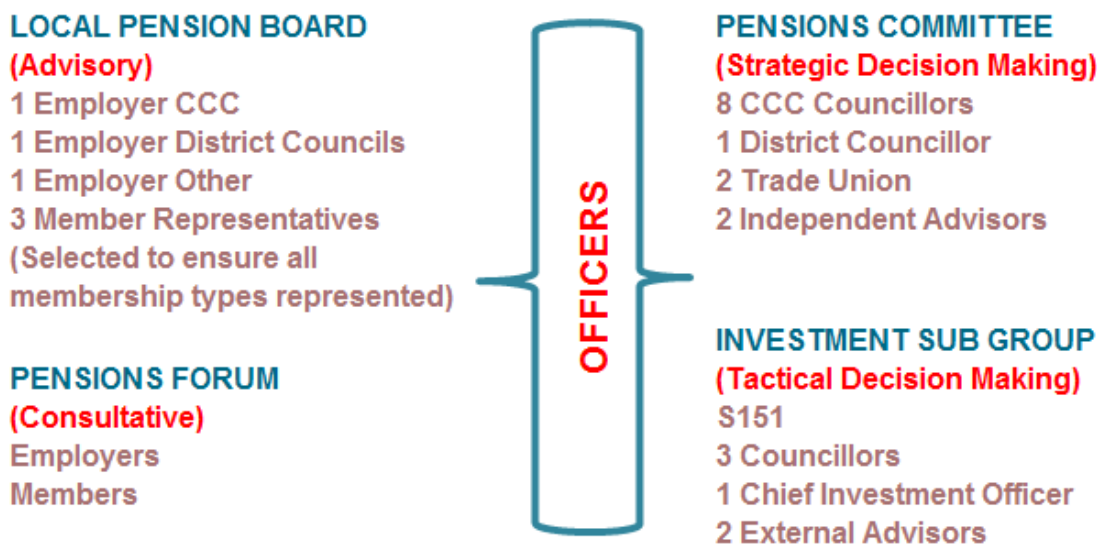 LOCAL PENSION BOARD
(Advisory)
1 Employer CCC
1 Employer District Councils
1 Employer Other
3 Member Representatives
(Selected to ensure all
membership types represented)
PENSIONS FORUM
(Consultative)
Employers
Members
OFFICERS
PENSIONS COMMITTEE
(Strategic Decision Making)
8 CCC Councillors
1 District Councillor
2 Trade Union
2 Independent Advisors
INVESTMENT SUB GROUP
(Tactical Decision Making)
S151
3 Councillors
1 Chief Investment Officer
2 External Advisors